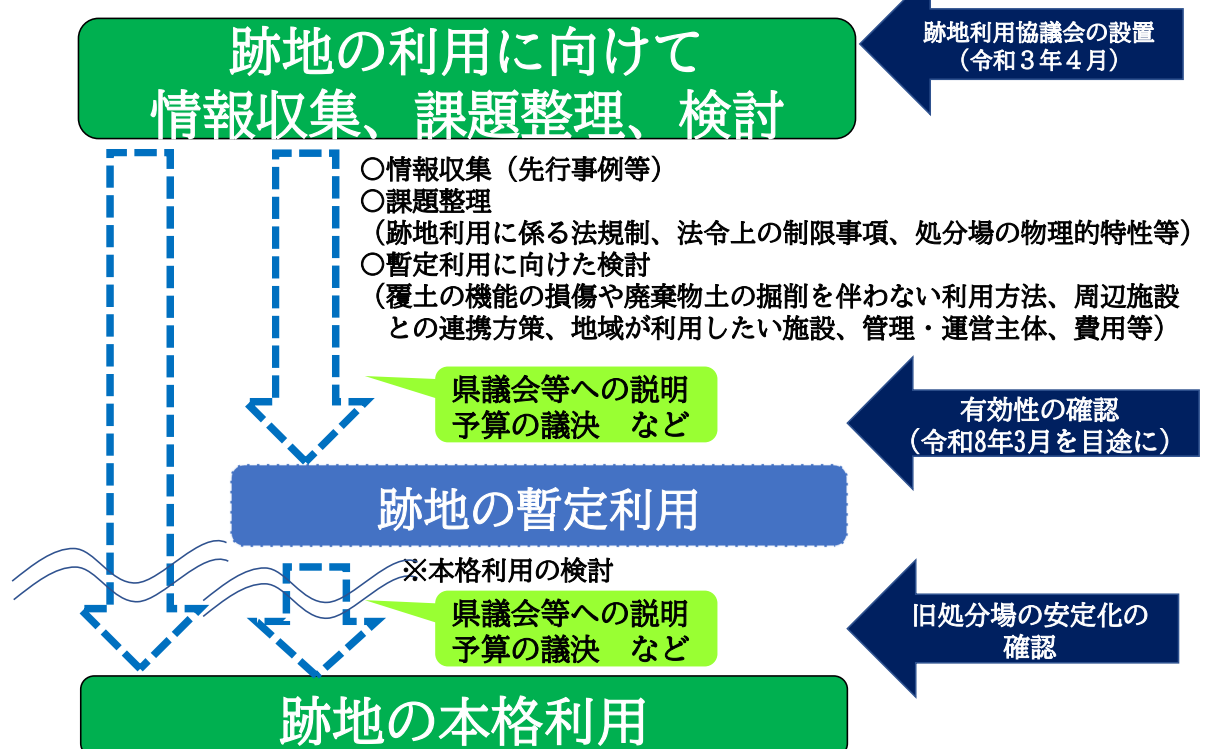 跡地の利用に向けて
情報収集、課題整理、検討
跡地利用協議会の設置
（令和３年４月）
〇情報収集（先行事例等）
〇課題整理
（跡地利用に係る法規制、法令上の制限事項、処分場の物理的特性等）
〇暫定利用に向けた検討
（覆土の機能の損傷や廃棄物土の掘削を伴わない利用方法、周辺施設
との連携方策、地域が利用したい施設、管理・運営主体、費用等）
県議会等への説明
予算の議決　など
有効性の確認
（令和8年3月を目途に）
跡地の暫定利用
※本格利用の検討
県議会等への説明
予算の議決　など
旧処分場の安定化の
確認
跡地の本格利用